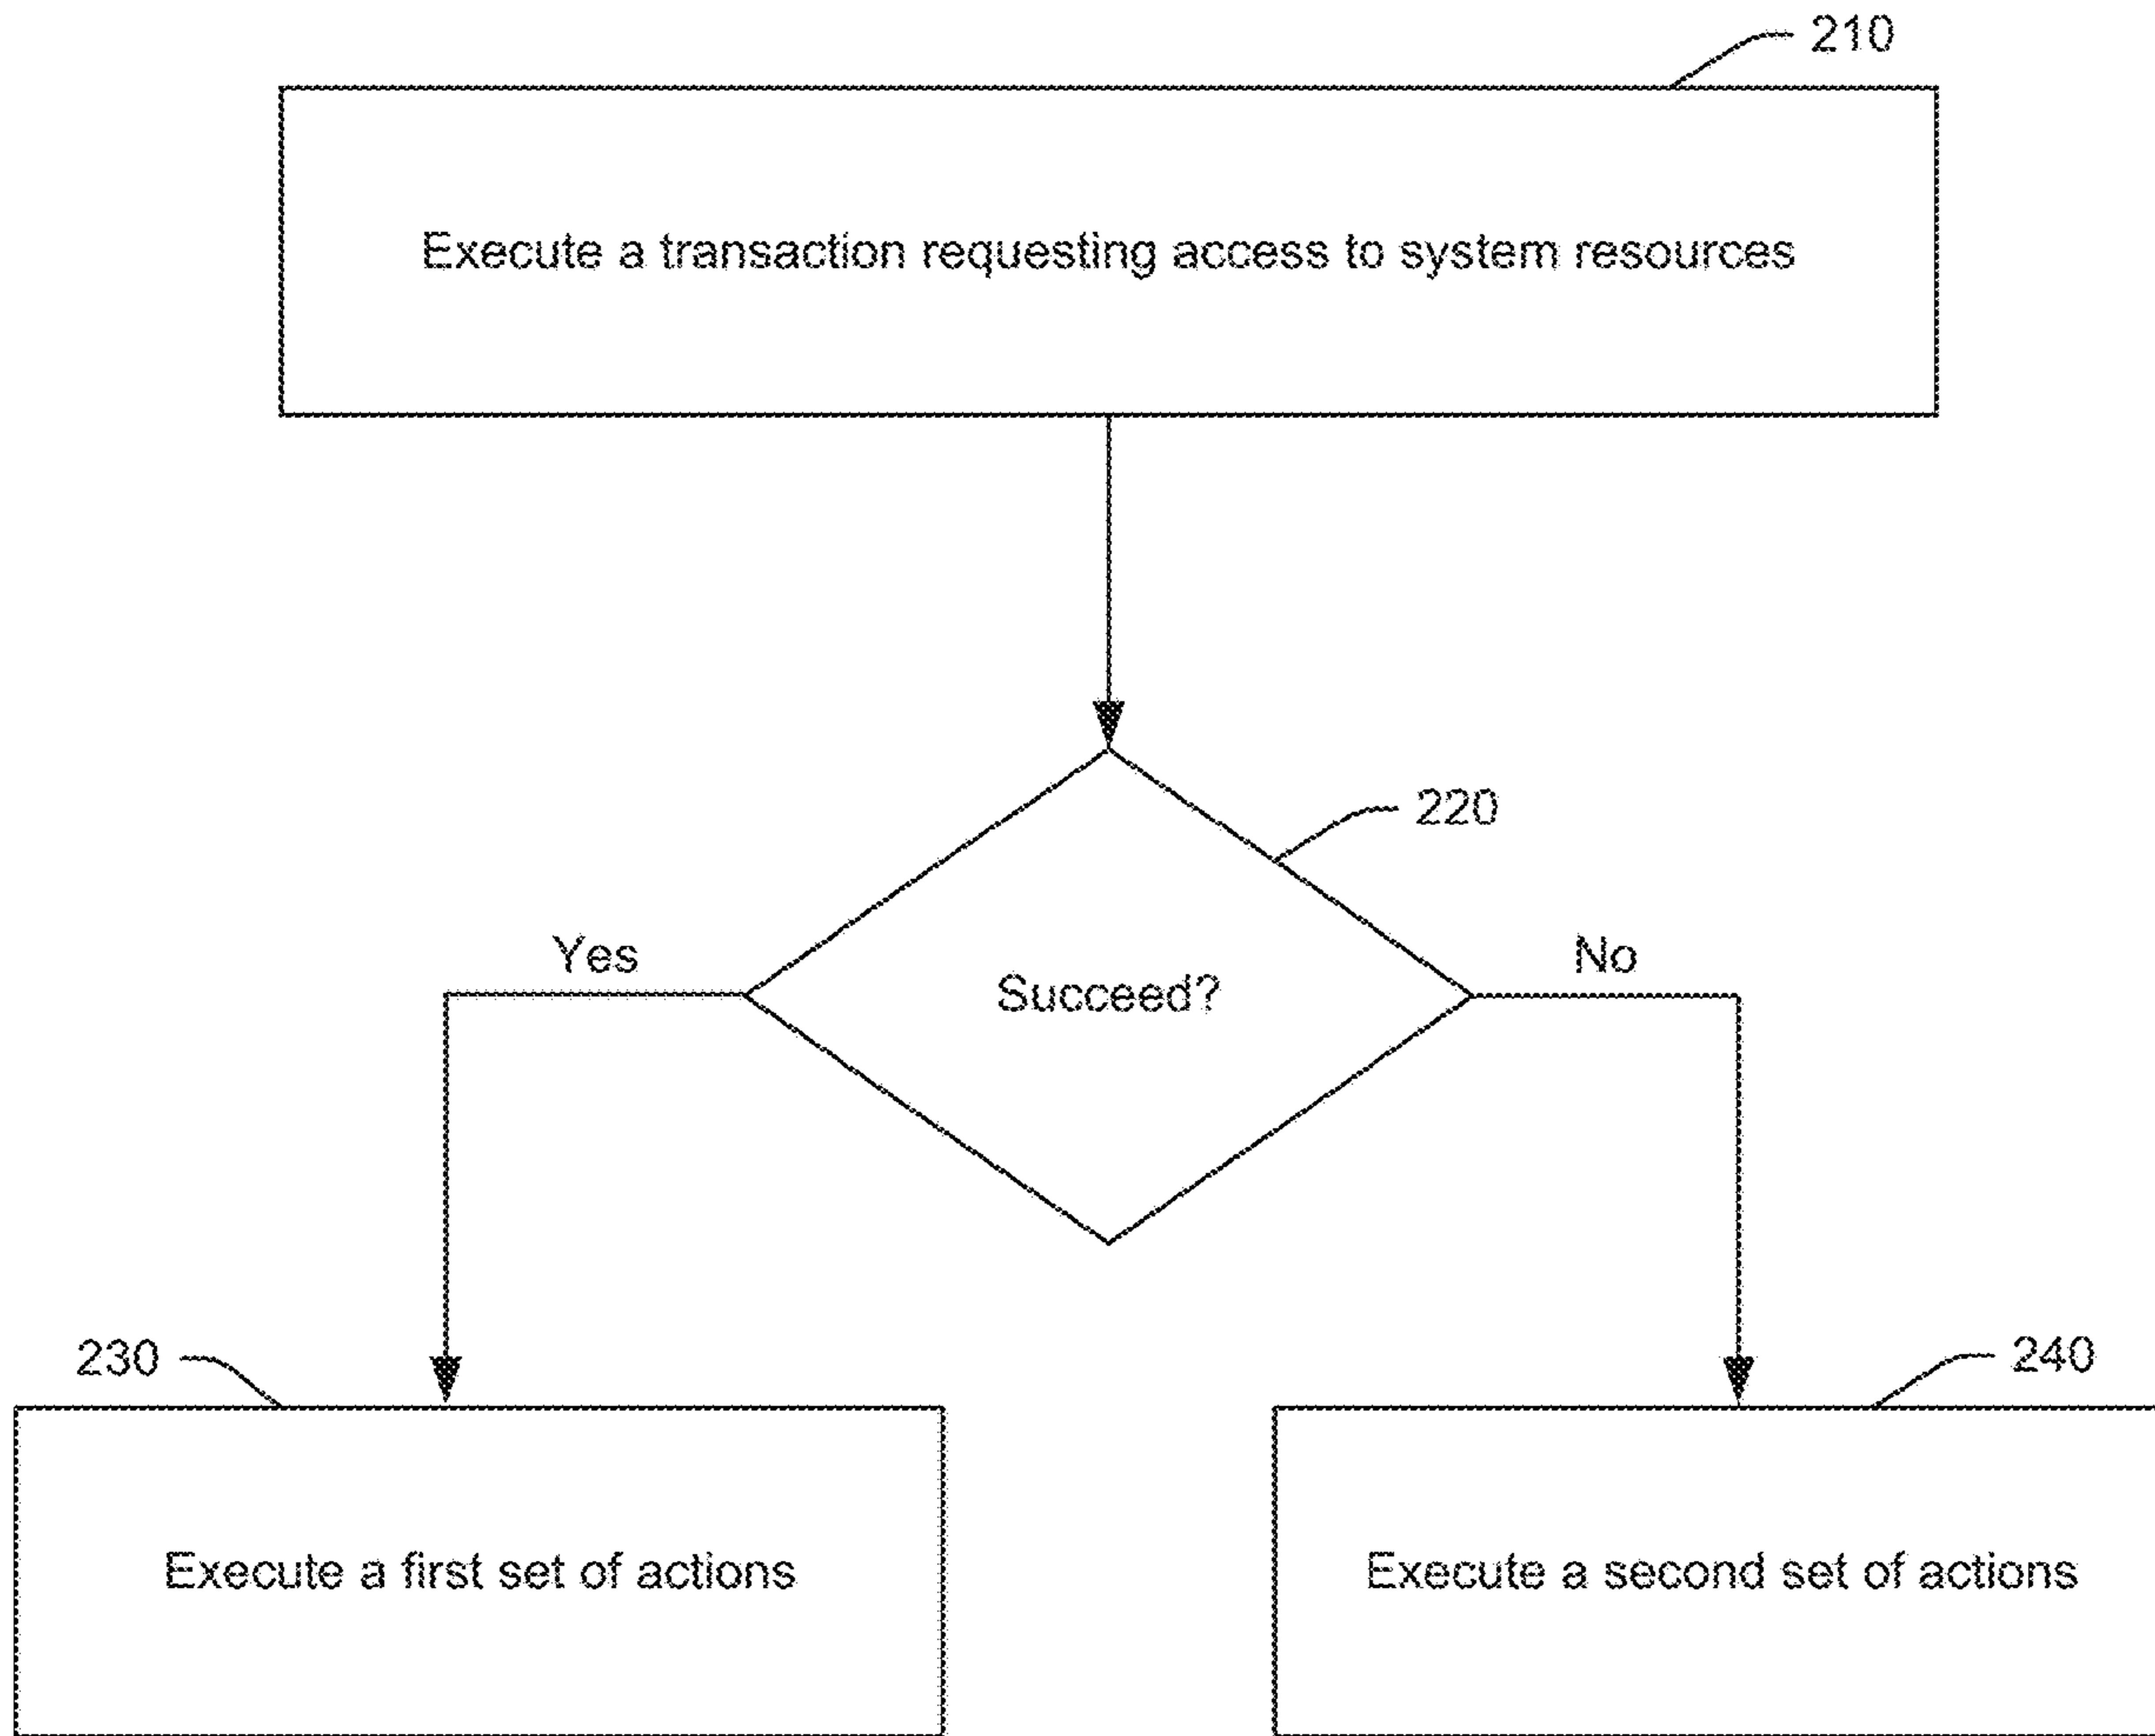 210
Execute a transaction requesting access to system resources
220
Yes
No
Succeed?
230
240
Execute a first set of actions
Execute a second set of actions